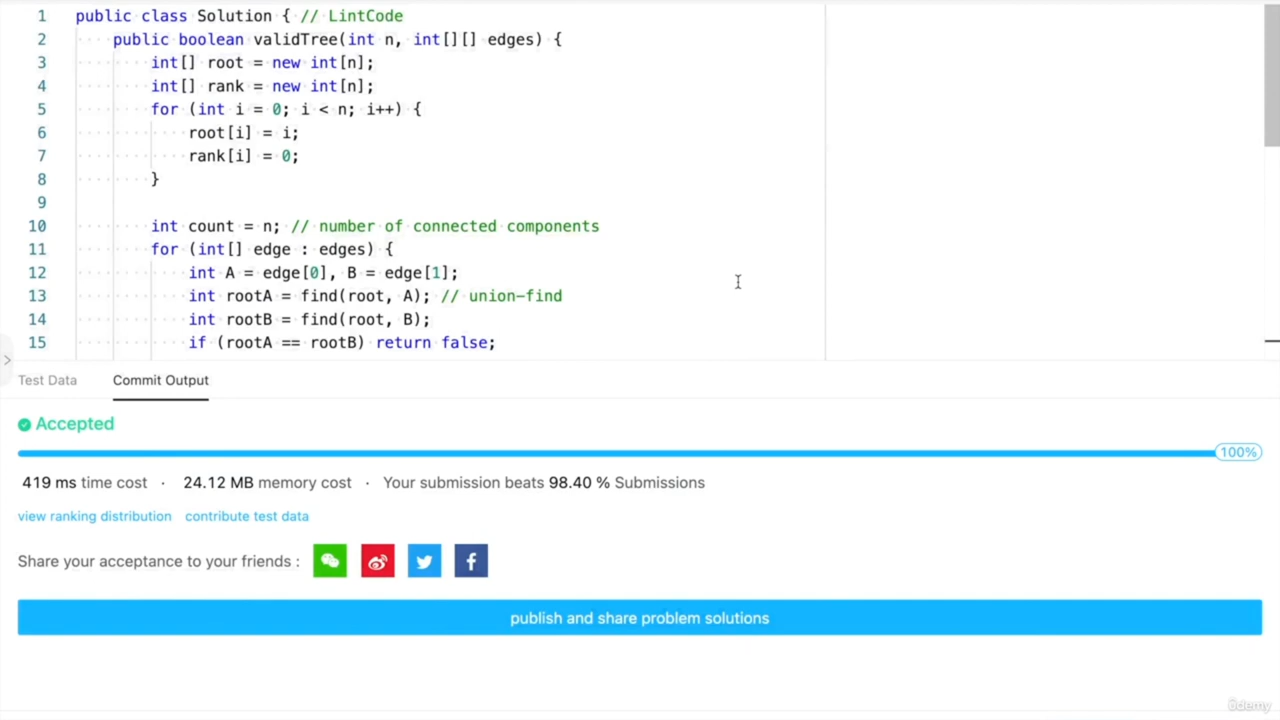 1 public class Solution { // LintCode
2 public boolean validTree(int n, int[][] edges) {
3 int[] root = new int[n];
4 int[] rank = new int[n];
5 for (int i = 0; i < n; i++) {
6 root[i] = i;
7 rank[i] = 0;
8 }
9
10 int count = n; // number of connected components
11 for (int[] edge : edges) {
12 int A = edge[0], B = edge[1];
13 int rootA = find(root, A); // union-find
14 int rootB = find(root, B);
15 if (rootA == rootB) return false;
Test Data Commit Output
Accepted
100%
419 ms time cost · 24.12 MB memory cost · Your submission beats 98.40 % Submissions
view ranking distribution contribute test data
Share your acceptance to your friends :
publish and share problem solutions
ûdemy